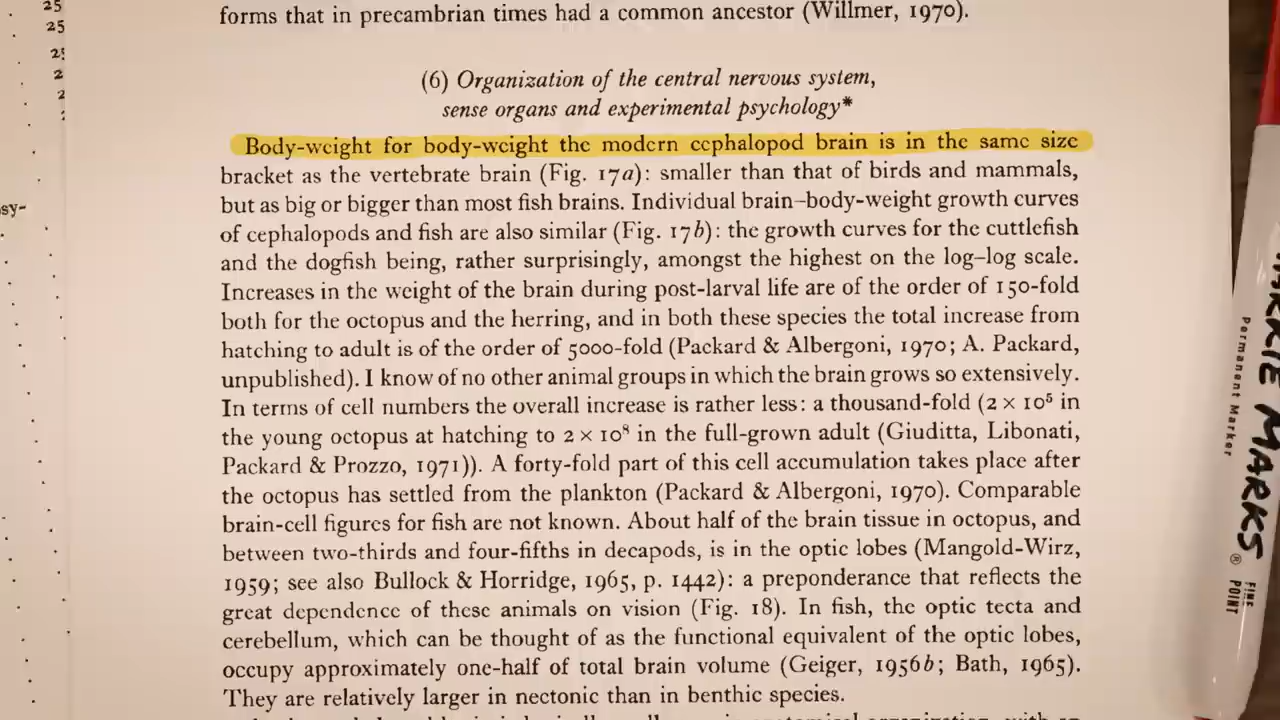 25
25
2
2
sy-
forms that in precambrian times had a common ancestor (Willmer, 1970).
(6) Organization of the central nervous system,
sense organs and experimental psychology*
Body-weight for body-weight the modern cephalopod brain is in the same size
bracket as the vertebrate brain (Fig. 17a): smaller than that of birds and mammals,
but as big or bigger than most fish brains. Individual brain–body-weight growth curves
of cephalopods and fish are also similar (Fig. 17b): the growth curves for the cuttlefish
and the dogfish being, rather surprisingly, amongst the highest on the log–log scale.
Increases in the weight of the brain during post-larval life are of the order of 150-fold
both for the octopus and the herring, and in both these species the total increase from
hatching to adult is of the order of 5000-fold (Packard & Albergoni, 1970; A. Packard,
unpublished). I know of no other animal groups in which the brain grows so extensively.
In terms of cell numbers the overall increase is rather less: a thousand-fold (2 × 10⁵ in
the young octopus at hatching to 2 × 10⁸ in the full-grown adult (Giuditta, Libonati,
Packard & Prozzo, 1971)). A forty-fold part of this cell accumulation takes place after
the octopus has settled from the plankton (Packard & Albergoni, 1970). Comparable
brain-cell figures for fish are not known. About half of the brain tissue in octopus, and
between two-thirds and four-fifths in decapods, is in the optic lobes (Mangold-Wirz,
1959; see also Bullock & Horridge, 1965, p. 1442): a preponderance that reflects the
great dependence of these animals on vision (Fig. 18). In fish, the optic tecta and
cerebellum, which can be thought of as the functional equivalent of the optic lobes,
occupy approximately one-half of total brain volume (Geiger, 1956b; Bath, 1965).
They are relatively larger in nectonic than in benthic species.
MARKS®
Permanent Marker
FINE
POINT